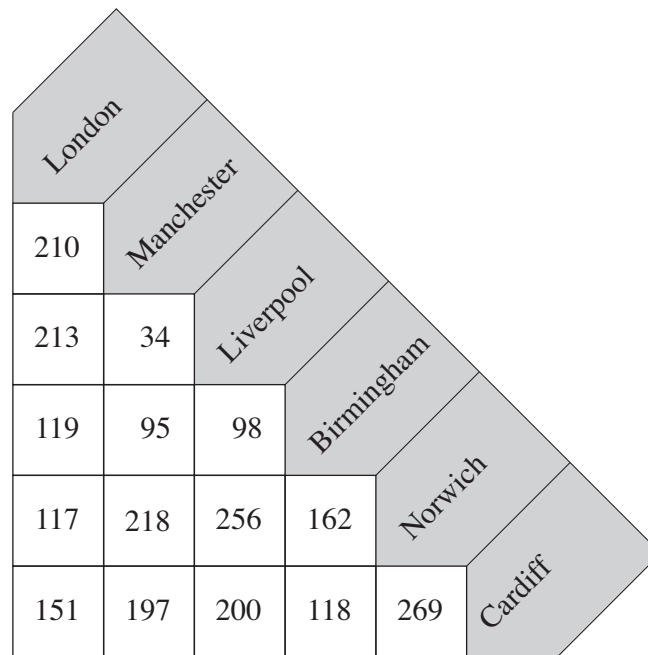 London
210 Manchester
213 34 Liverpool
119 95 98 Birmingham
117 218 256 162 Norwich
151 197 200 118 269 Cardiff